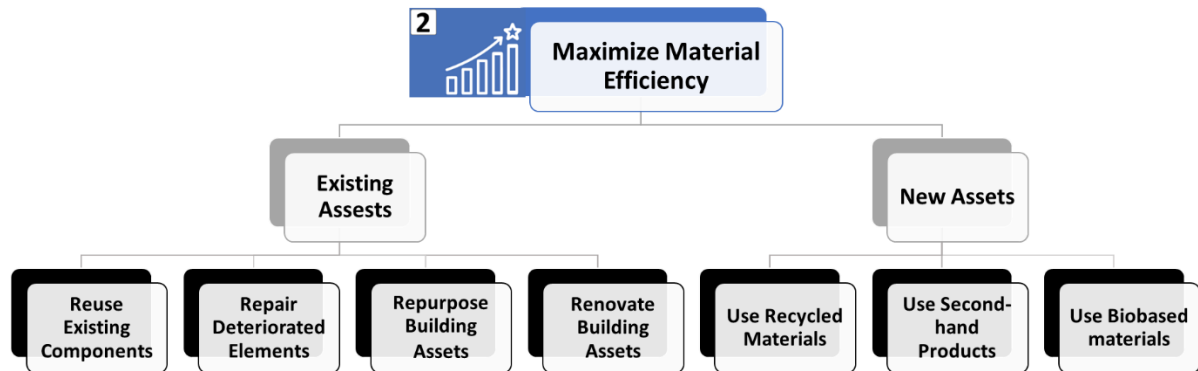 2
Maximize Material
Efficiency
Existing
Assests
New Assets
Reuse
Existing
Components
Repair
Deteriorated
Elements
Repurpose
Building
Assets
Renovate
Building
Assets
Use Recycled
Materials
Use Second-
hand
Products
Use Biobased
materials